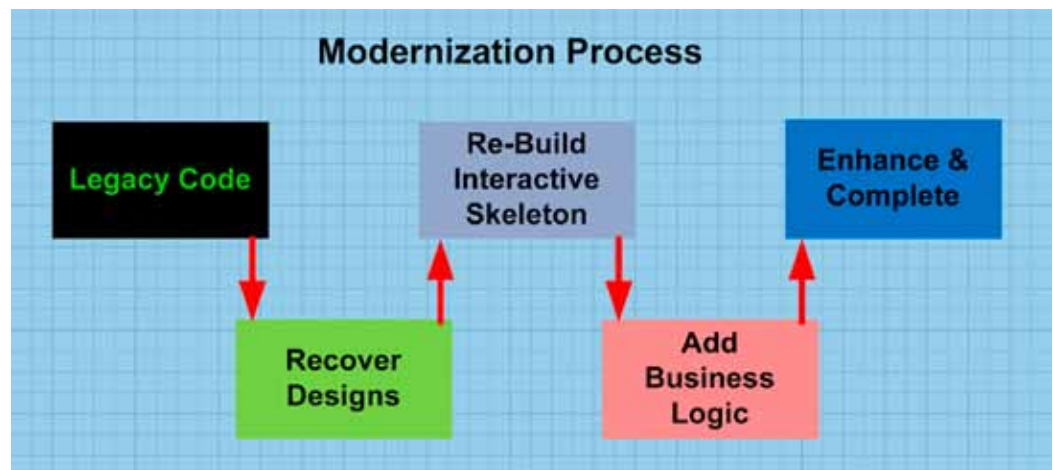 Modernization Process
Legacy Code
Recover
Designs
Re-Build
Interactive
Skeleton
Add
Business
Logic
Enhance &
Complete